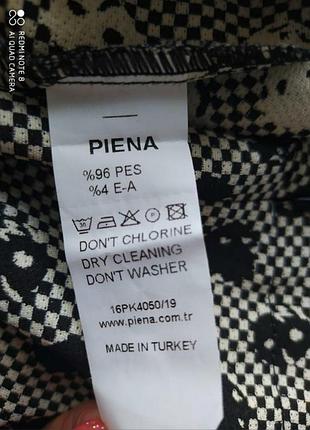 REDMI NOTE 8
AI QUAD CAMERA
PIENA
%96 PES
%4 E-A
DON'T CHLORINE
DRY CLEANING
DON'T WASHER
16PK4050/19
www.piena.com.tr
MADE IN TURKEY